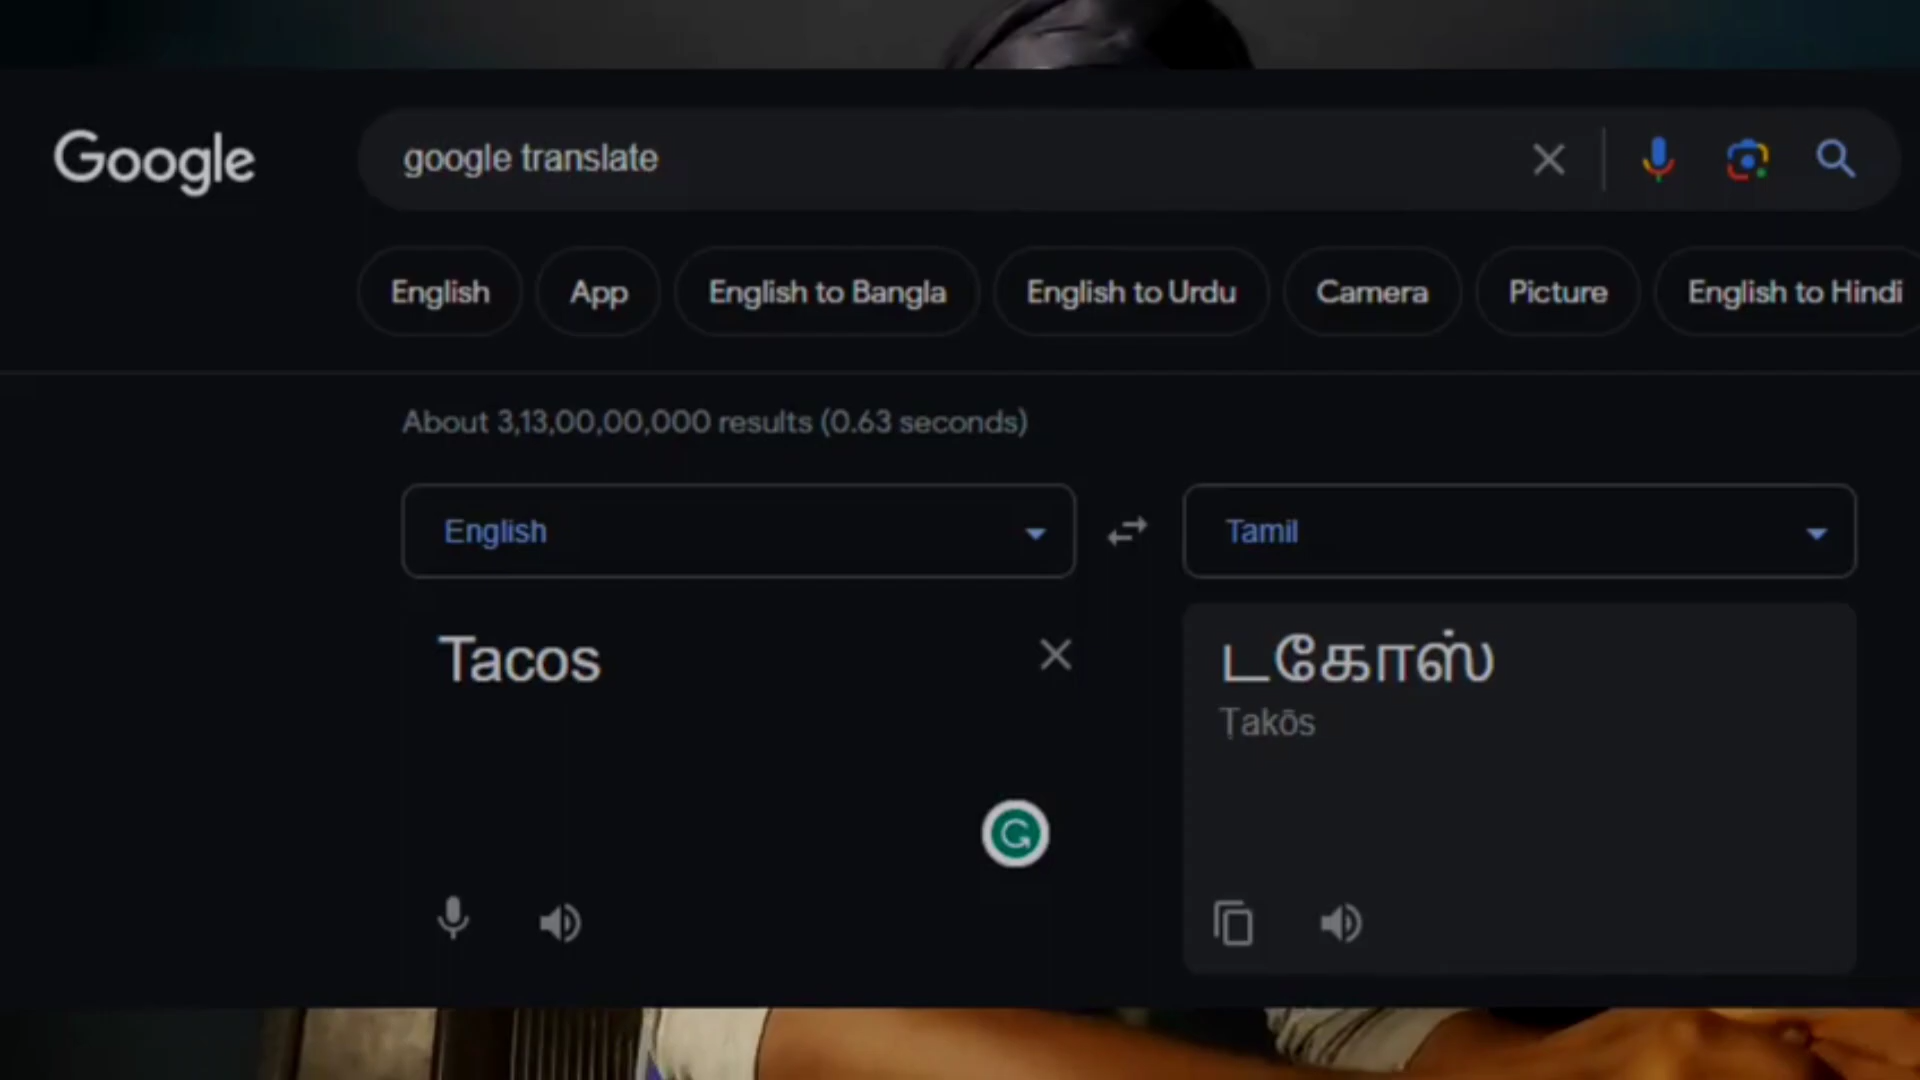 Google
google translate
English App English to Bangla English to Urdu Camera Picture English to Hindi
About 3,13,00,00,000 results (0.63 seconds)
English Tamil
Tacos
டகோஸ்
Ṭakōs